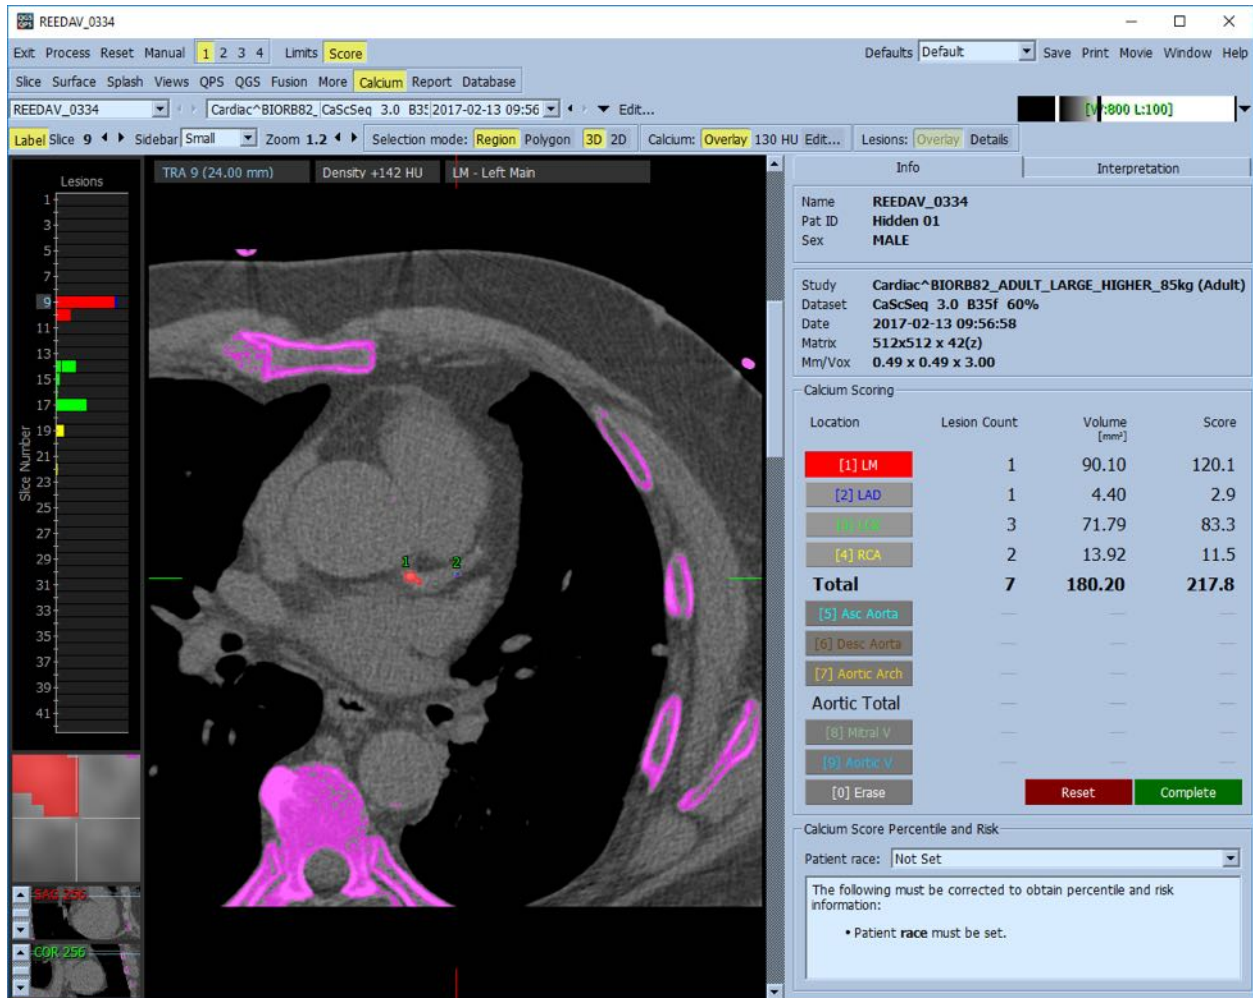 REEDAV_0334
Exit Process Reset Manual 1 2 3 4 Limits Score Defaults Default Save Print Movie Window Help
Slice Surface Splash Views QPS QGS Fusion More Calcium Report Database
REEDAV_0334 Cardiac^BIORB82_ CaScSeq 3.0 B35f 2017-02-13 09:56 Edit... [W:800 L:100]
Label Slice 9 Sidebar Small Zoom 1.2 Selection mode: Region Polygon 3D 2D Calcium: Overlay 130 HU Edit... Lesions: Overlay Details
Lesions
1
3
5
7
9
11
13
15
17
19
21
23
25
27
29
31
33
35
37
39
41
Slice Number
SAG 256
COR 256
TRA 9 (24.00 mm) Density +142 HU LM - Left Main
1 2
Info Interpretation
Name REEDAV_0334
Pat ID Hidden 01
Sex MALE
Study Cardiac^BIORB82_ADULT_LARGE_HIGHER_85kg (Adult)
Dataset CaScSeq 3.0 B35f 60%
Date 2017-02-13 09:56:58
Matrix 512x512 x 42(z)
Mm/Vox 0.49 x 0.49 x 3.00
Calcium Scoring
Location Lesion Count Volume Score
[mm³]
[1] LM 1 90.10 120.1
[2] LAD 1 4.40 2.9
3 71.79 83.3
[4] RCA 2 13.92 11.5
Total 7 180.20 217.8
[5] Asc Aorta — — —
[6] Desc Aorta — — —
[7] Aortic Arch — — —
Aortic Total
[8] Mitral V — — —
[9] Aortic V — — —
[0] Erase Reset Complete
Calcium Score Percentile and Risk
Patient race: Not Set
The following must be corrected to obtain percentile and risk
information:
• Patient race must be set.